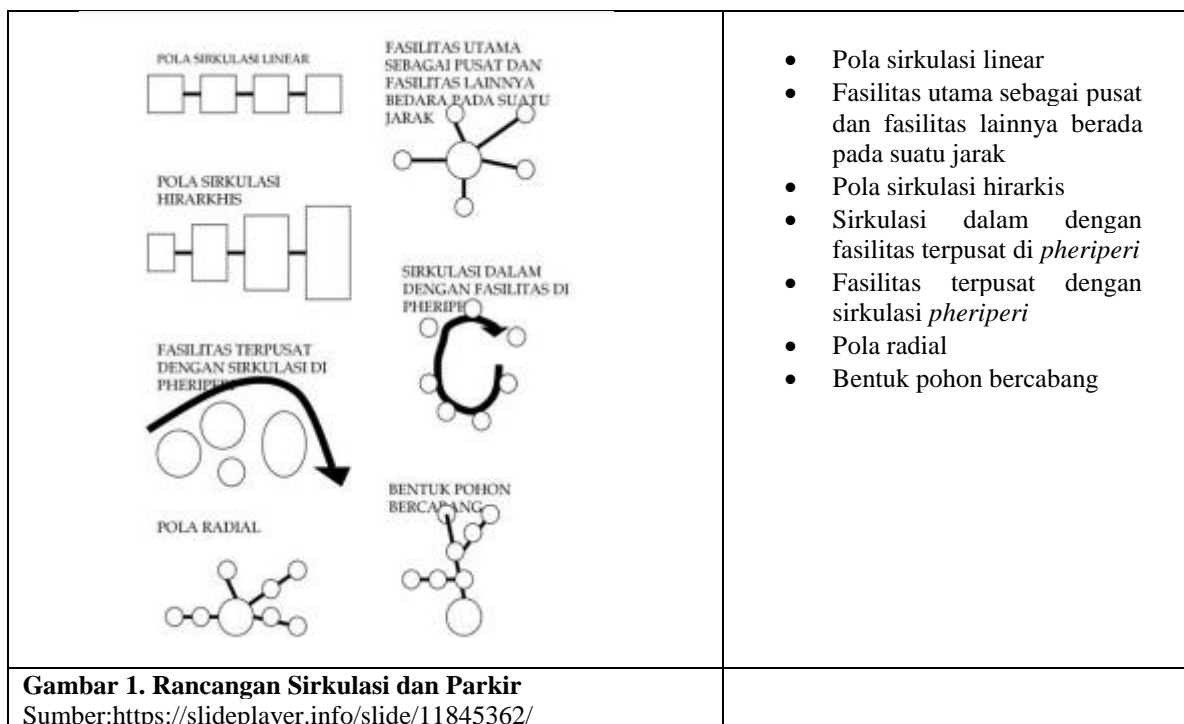 POLA SIRKULASI LINEAR
FASILITAS UTAMA
SEBAGAI PUSAT DAN
FASILITAS LAINNYA
BEDARA PADA SUATU
JARAK
POLA SIRKULASI
HIRARKHIS
SIRKULASI DALAM
DENGAN FASILITAS DI
PHERIPERI
FASILITAS TERPUSAT
DENGAN SIRKULASI DI
PHERIPERI
BENTUK POHON
BERCABANG
POLA RADIAL
• Pola sirkulasi linear
• Fasilitas utama sebagai pusat
dan fasilitas lainnya berada
pada suatu jarak
• Pola sirkulasi hirarkis
• Sirkulasi dalam dengan
fasilitas terpusat di pheriperi
• Fasilitas terpusat dengan
sirkulasi pheriperi
• Pola radial
• Bentuk pohon bercabang
Gambar 1. Rancangan Sirkulasi dan Parkir
Sumber:https://slideplayer.info/slide/11845362/